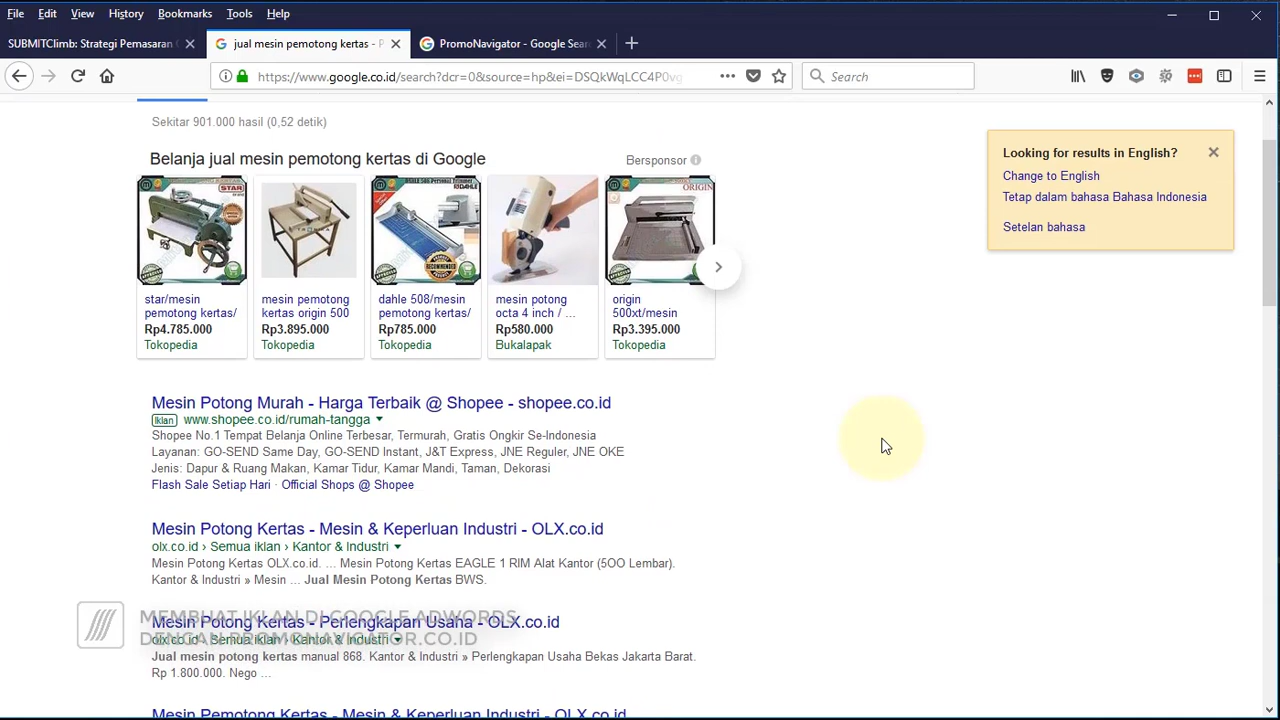 File Edit View History Bookmarks Tools Help
SUBMITClimb: Strategi Pemasaran
jual mesin pemotong kertas - P
PromoNavigator - Google Sear
https://www.google.co.id/search?dcr=0&source=hp&ei=DSQkWqLCC4P0vg
Search
Sekitar 901.000 hasil (0,52 detik)
Belanja jual mesin pemotong kertas di Google
Bersponsor
STAR
DAHLE
RECOMMENDED
ORIGIN
star/mesin
pemotong kertas/
Rp4.785.000
Tokopedia
mesin pemotong
kertas origin 500
Rp3.895.000
Tokopedia
dahle 508/mesin
pemotong kertas/
Rp785.000
Tokopedia
mesin potong
octa 4 inch / ...
Rp580.000
Bukalapak
origin
500xt/mesin
Rp3.395.000
Tokopedia
Looking for results in English?
Change to English
Tetap dalam bahasa Bahasa Indonesia
Setelan bahasa
Mesin Potong Murah - Harga Terbaik @ Shopee - shopee.co.id
Iklan www.shopee.co.id/rumah-tangga
Shopee No.1 Tempat Belanja Online Terbesar, Termurah, Gratis Ongkir Se-Indonesia
Layanan: GO-SEND Same Day, GO-SEND Instant, J&T Express, JNE Reguler, JNE OKE
Jenis: Dapur & Ruang Makan, Kamar Tidur, Kamar Mandi, Taman, Dekorasi
Flash Sale Setiap Hari · Official Shops @ Shopee
Mesin Potong Kertas - Mesin & Keperluan Industri - OLX.co.id
olx.co.id › Semua iklan › Kantor & Industri
Mesin Potong Kertas OLX.co.id. ... Mesin Potong Kertas EAGLE 1 RIM Alat Kantor (5OO Lembar).
Kantor & Industri » Mesin ... Jual Mesin Potong Kertas BWS.
MEMBUAT IKLAN DI GOOGLE ADWORDS
DENGAN PROMONAVIGATOR.CO.ID
Mesin Potong Kertas - Perlengkapan Usaha - OLX.co.id
olx.co.id › Semua iklan › Kantor & Industri
Jual mesin potong kertas manual 868. Kantor & Industri » Perlengkapan Usaha Bekas Jakarta Barat.
Rp 1.800.000. Nego ...
Mesin Pemotong Kertas - Mesin & Keperluan Industri - OLX.co.id